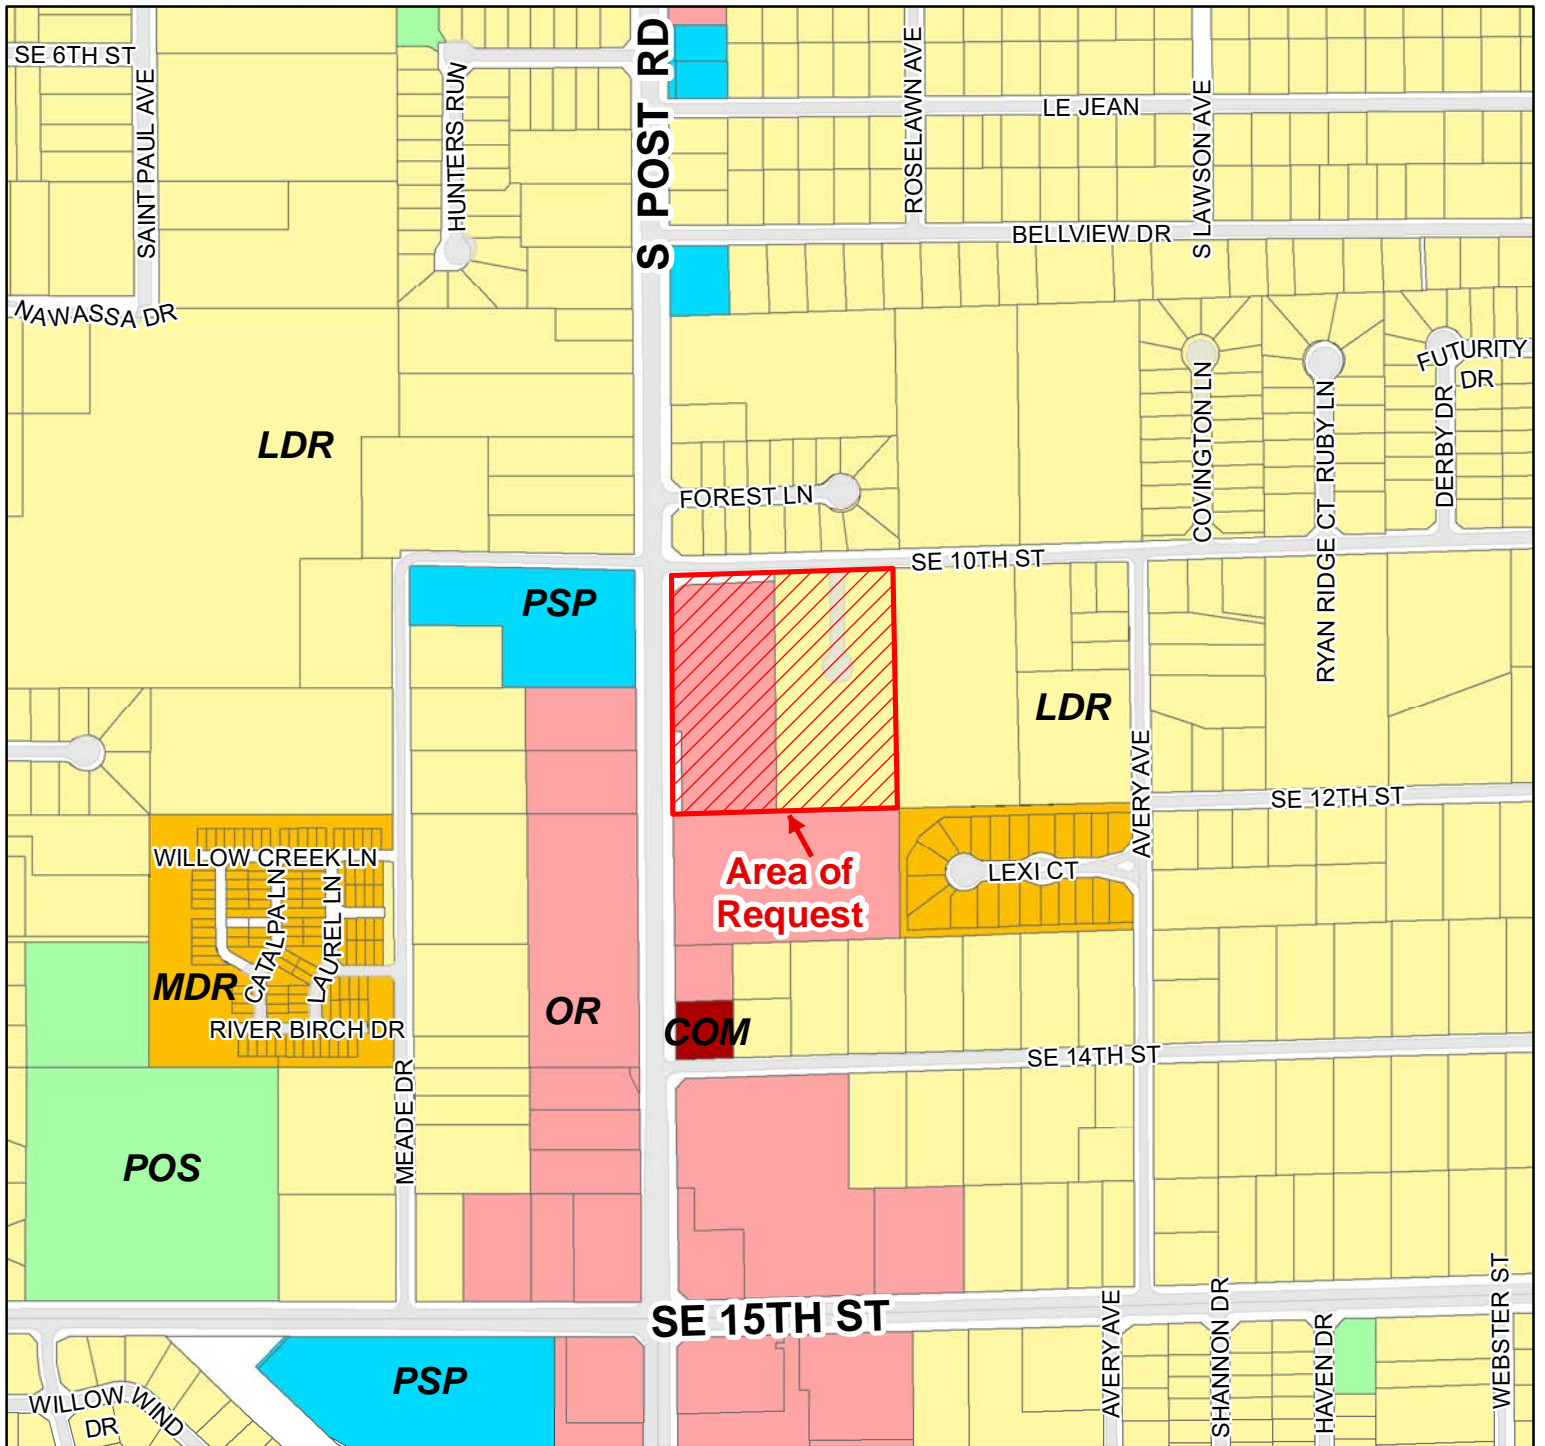 SE 6TH ST
SAINT PAUL AVE
HUNTERS RUN
S POST RD
ROSELAWN AVE
LE JEAN
S LAWSON AVE
BELLVIEW DR
NAWASSA DR
LDR
FOREST LN
COVINGTON LN
RYAN RIDGE CT
RUBY LN
DERBY DR
FUTURITY
DR
SE 10TH ST
PSP
LDR
AVERY AVE
SE 12TH ST
Area of
Request
LEXI CT
WILLOW CREEK LN
CATALPA LN
LAUREL LN
MDR
RIVER BIRCH DR
OR
COM
SE 14TH ST
MEADE DR
POS
SE 15TH ST
PSP
WILLOW WIND
DR
AVERY AVE
SHANNON DR
HAVEN DR
WEBSTER ST